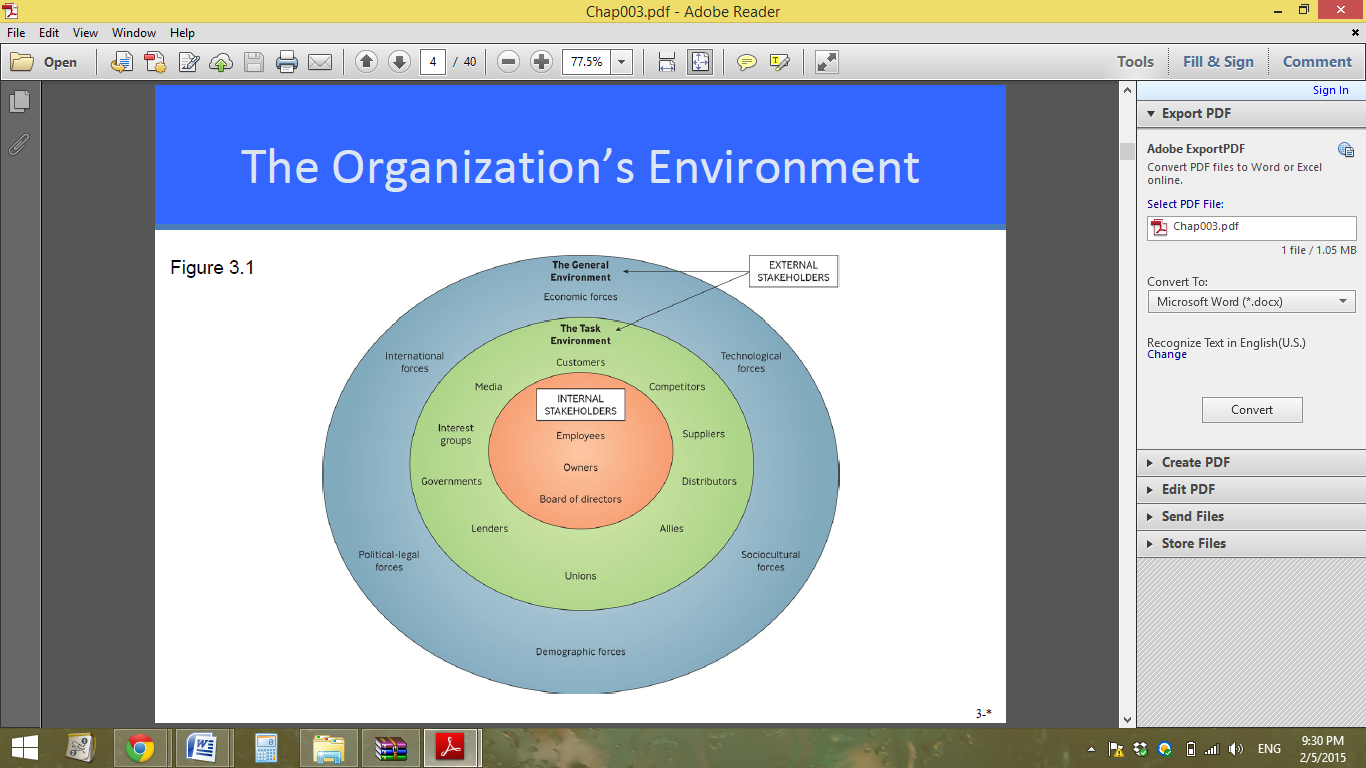 Chap003.pdf - Adobe Reader
File Edit View Window Help
Open
4 / 40
77.5%
Tools Fill & Sign Comment
The Organization’s Environment
Figure 3.1
The General
Environment
Economic forces
EXTERNAL
STAKEHOLDERS
The Task
Environment
Customers
International
forces
Technological
forces
Media
Competitors
INTERNAL
STAKEHOLDERS
Employees
Owners
Board of directors
Interest
groups
Suppliers
Governments
Distributors
Lenders
Allies
Unions
Political-legal
forces
Sociocultural
forces
Demographic forces
3-*
Sign In
Export PDF
Adobe ExportPDF
Convert PDF files to Word or Excel
online.
Select PDF File:
Chap003.pdf
1 file / 1.05 MB
Convert To:
Microsoft Word (*.docx)
Recognize Text in English(U.S.)
Change
Convert
Create PDF
Edit PDF
Send Files
Store Files
ENG
9:30 PM
2/5/2015